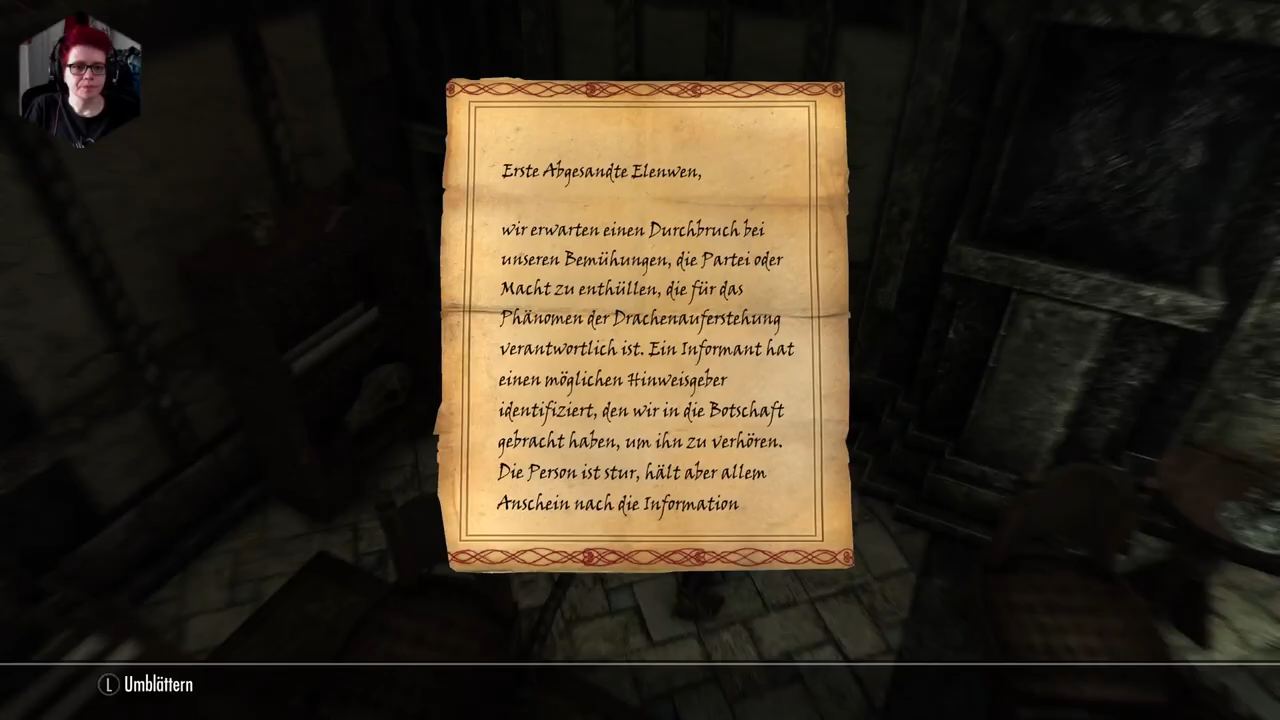 Erste Abgesandte Elenwen,
wir erwarten einen Durchbruch bei
unseren Bemühungen, die Partei oder
Macht zu enthüllen, die für das
Phänomen der Drachenauferstehung
verantwortlich ist. Ein Informant hat
einen möglichen Hinweisgeber
identifiziert, den wir in die Botschaft
gebracht haben, um ihn zu verhören.
Die Person ist stur, hält aber allem
Anschein nach die Information
L Umblättern